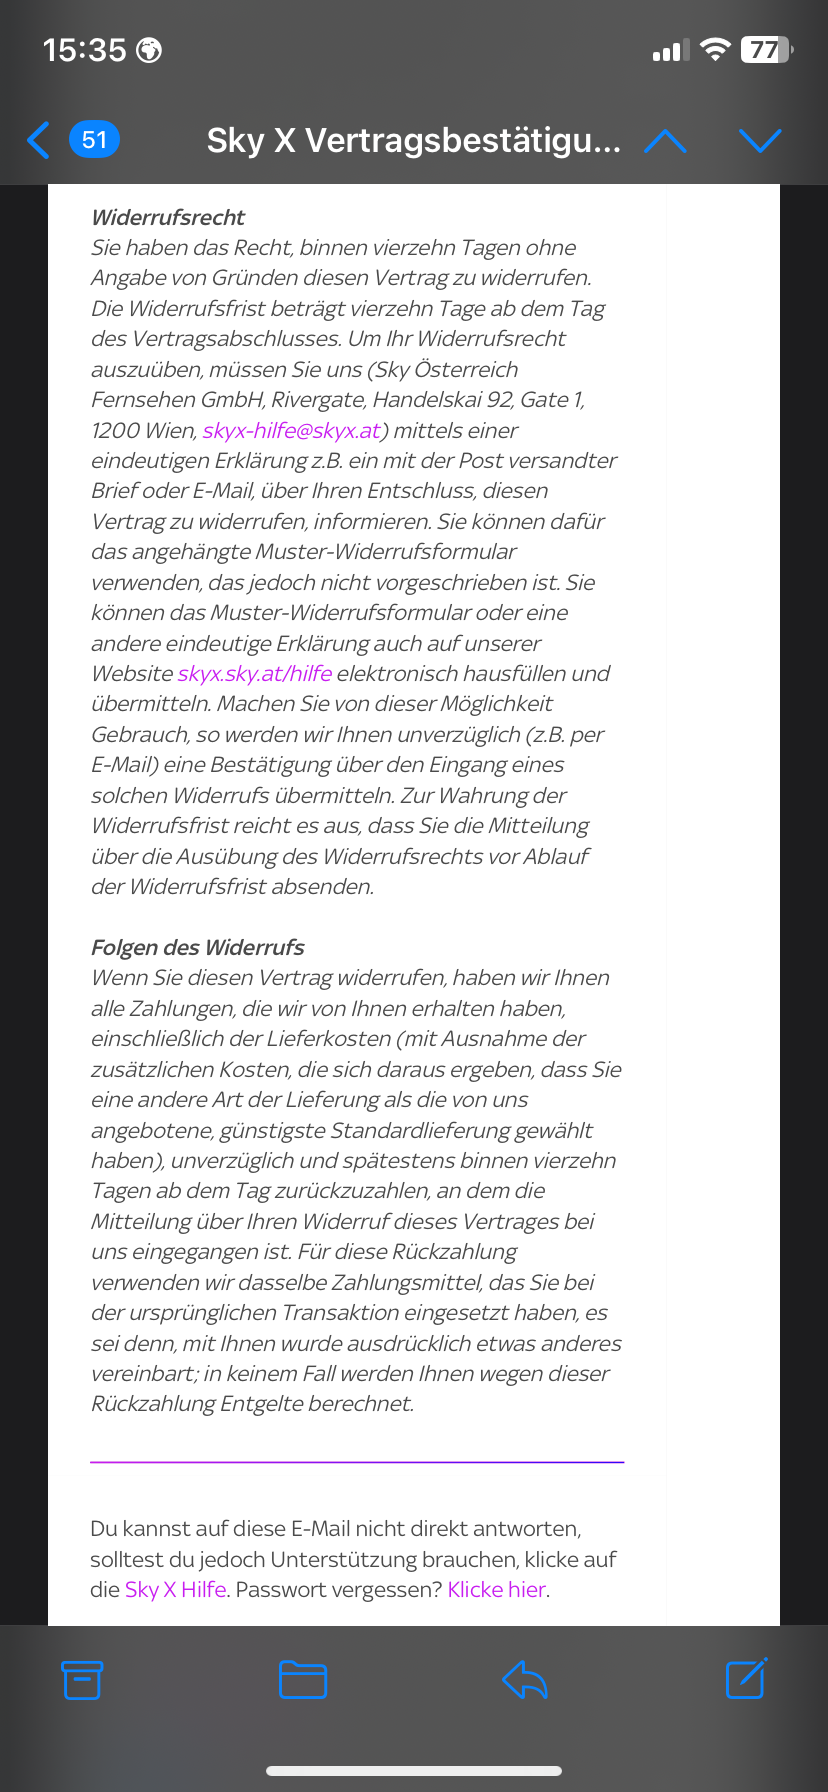 15:35
77
51
Sky X Vertragsbestätigu...
Widerrufsrecht
Sie haben das Recht, binnen vierzehn Tagen ohne
Angabe von Gründen diesen Vertrag zu widerrufen.
Die Widerrufsfrist beträgt vierzehn Tage ab dem Tag
des Vertragsabschlusses. Um Ihr Widerrufsrecht
auszuüben, müssen Sie uns (Sky Österreich
Fernsehen GmbH, Rivergate, Handelskai 92, Gate 1,
1200 Wien, skyx-hilfe@skyx.at) mittels einer
eindeutigen Erklärung z.B. ein mit der Post versandter
Brief oder E-Mail, über Ihren Entschluss, diesen
Vertrag zu widerrufen, informieren. Sie können dafür
das angehängte Muster-Widerrufsformular
verwenden, das jedoch nicht vorgeschrieben ist. Sie
können das Muster-Widerrufsformular oder eine
andere eindeutige Erklärung auch auf unserer
Website skyx.sky.at/hilfe elektronisch hausfüllen und
übermitteln. Machen Sie von dieser Möglichkeit
Gebrauch, so werden wir Ihnen unverzüglich (z.B. per
E-Mail) eine Bestätigung über den Eingang eines
solchen Widerrufs übermitteln. Zur Wahrung der
Widerrufsfrist reicht es aus, dass Sie die Mitteilung
über die Ausübung des Widerrufsrechts vor Ablauf
der Widerrufsfrist absenden.
Folgen des Widerrufs
Wenn Sie diesen Vertrag widerrufen, haben wir Ihnen
alle Zahlungen, die wir von Ihnen erhalten haben,
einschließlich der Lieferkosten (mit Ausnahme der
zusätzlichen Kosten, die sich daraus ergeben, dass Sie
eine andere Art der Lieferung als die von uns
angebotene, günstigste Standardlieferung gewählt
haben), unverzüglich und spätestens binnen vierzehn
Tagen ab dem Tag zurückzuzahlen, an dem die
Mitteilung über Ihren Widerruf dieses Vertrages bei
uns eingegangen ist. Für diese Rückzahlung
verwenden wir dasselbe Zahlungsmittel, das Sie bei
der ursprünglichen Transaktion eingesetzt haben, es
sei denn, mit Ihnen wurde ausdrücklich etwas anderes
vereinbart; in keinem Fall werden Ihnen wegen dieser
Rückzahlung Entgelte berechnet.
Du kannst auf diese E-Mail nicht direkt antworten,
solltest du jedoch Unterstützung brauchen, klicke auf
die Sky X Hilfe. Passwort vergessen? Klicke hier.